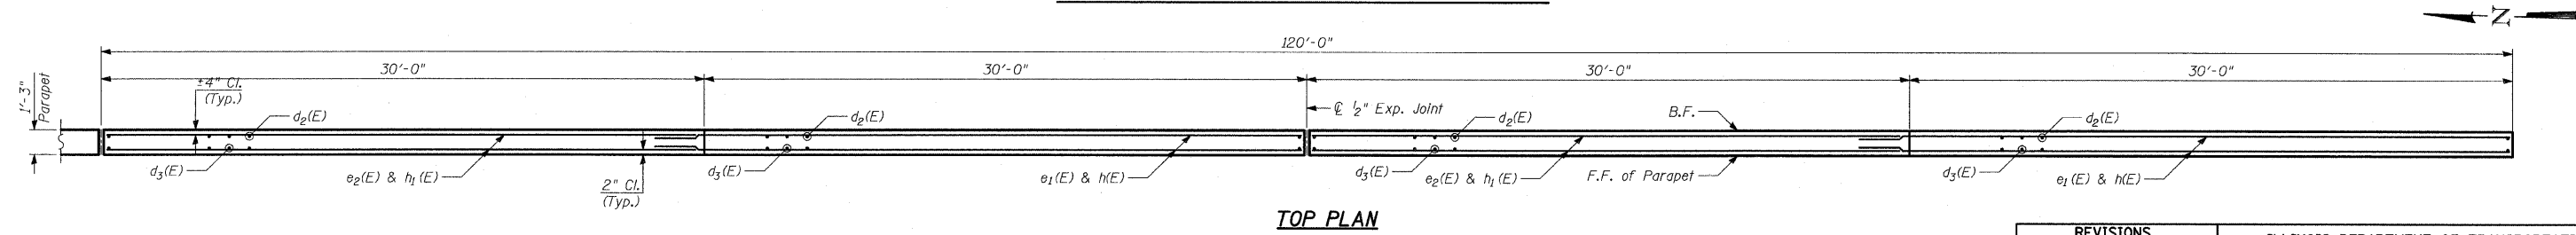 N
120'-0"
30'-0"
30'-0"
30'-0"
30'-0"
1'-3"
Parapet
±4" Cl.
(Typ.)
d2(E)
d2(E)
℄ ½" Exp. Joint
d2(E)
B.F.
d2(E)
d3(E)
e2(E) & h1(E)
2" Cl.
(Typ.)
d3(E)
e1(E) & h(E)
d3(E)
e2(E) & h1(E)
F.F. of Parapet
d3(E)
e1(E) & h(E)
TOP PLAN
REVISIONS